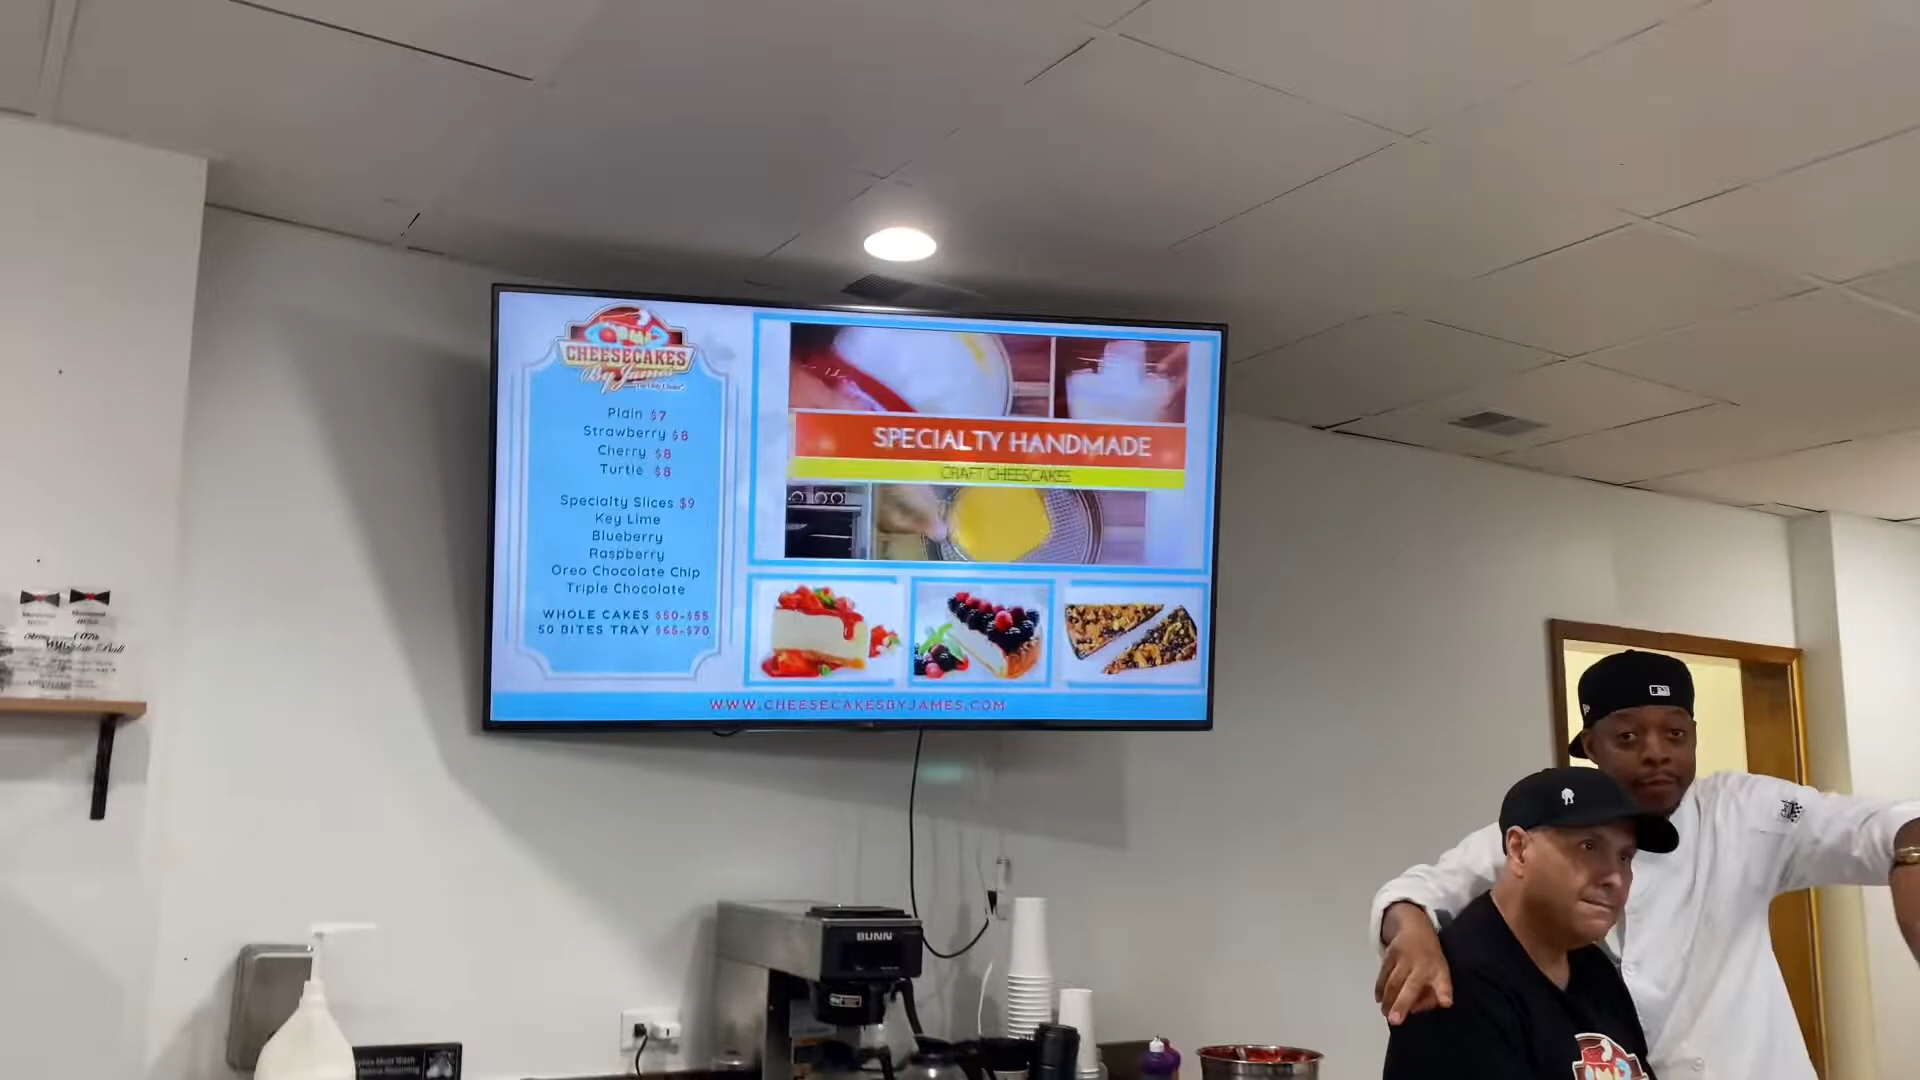 CHEESECAKES
By James
Plain $7
Strawberry $8
Cherry $8
Turtle $8
Specialty Slices $9
Key Lime
Blueberry
Raspberry
Oreo Chocolate Chip
Triple Chocolate
WHOLE CAKES $50-$55
50 BITES TRAY $65-$70
SPECIALTY HANDMADE
CRAFT CHEESCAKES
WWW.CHEESECAKESBYJAMES.COM
BUNN